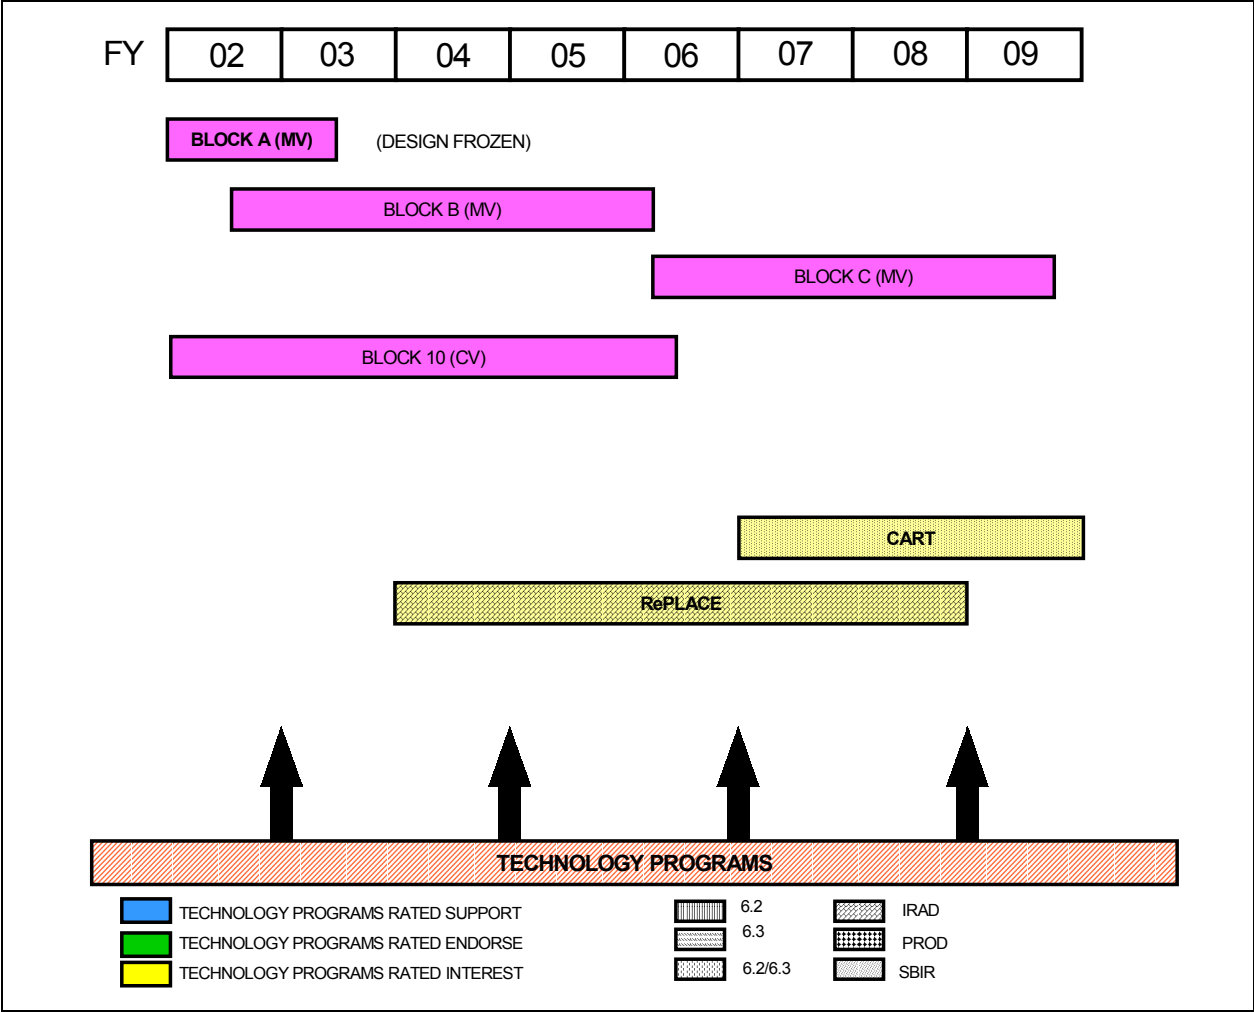 FY 02 03 04 05 06 07 08 09
BLOCK A (MV) (DESIGN FROZEN)
BLOCK B (MV)
BLOCK C (MV)
BLOCK 10 (CV)
CART
RePLACE
TECHNOLOGY PROGRAMS
TECHNOLOGY PROGRAMS RATED SUPPORT
TECHNOLOGY PROGRAMS RATED ENDORSE
TECHNOLOGY PROGRAMS RATED INTEREST
6.2
6.3
6.2/6.3
IRAD
PROD
SBIR